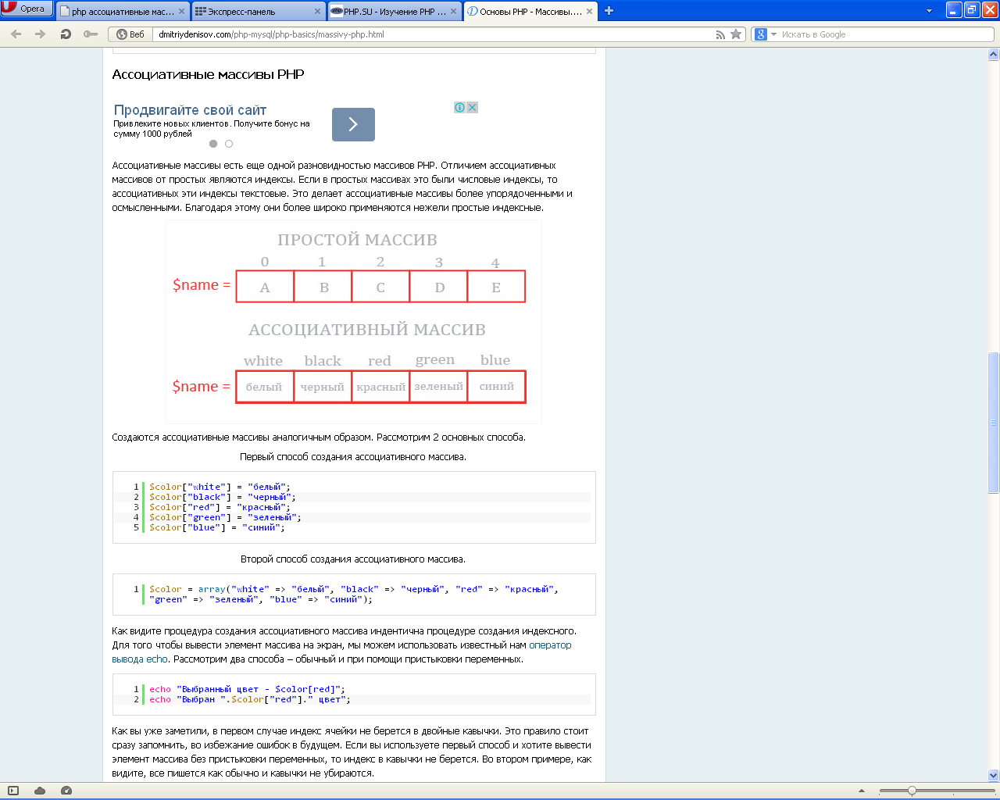 Opera
php ассоциативные мас...
Экспресс-панель
PHP.SU - Изучение PHP ...
Основы PHP - Массивы....
Веб
dmitriydenisov.com/php-mysql/php-basics/massivy-php.html
Искать в Google
Ассоциативные массивы PHP
Продвигайте свой сайт
Привлеките новых клиентов. Получите бонус на
сумму 1000 рублей
Ассоциативные массивы есть еще одной разновидностью массивов PHP. Отличием ассоциативных
массивов от простых являются индексы. Если в простых массивах это были числовые индексы, то
ассоциативных эти индексы текстовые. Это делает ассоциативные массивы более упорядоченными и
осмысленными. Благодаря этому они более широко применяются нежели простые индексные.
ПРОСТОЙ МАССИВ
0 1 2 3 4
$name = A B C D E
АССОЦИАТИВНЫЙ МАССИВ
white black red green blue
$name = белый черный красный зеленый синий
Создаются ассоциативные массивы аналогичным образом. Рассмотрим 2 основных способа.
Первый способ создания ассоциативного массива.
1 $color["white"] = "белый";
2 $color["black"] = "черный";
3 $color["red"] = "красный";
4 $color["green"] = "зеленый";
5 $color["blue"] = "синий";
Второй способ создания ассоциативного массива.
1 $color = array("white" => "белый", "black" => "черный", "red" => "красный",
"green" => "зеленый", "blue" => "синий");
Как видите процедура создания ассоциативного массива индентична процедуре создания индексного.
Для того чтобы вывести элемент массива на экран, мы можем использовать известный нам оператор
вывода echo. Рассмотрим два способа – обычный и при помощи пристыковки переменных.
1 echo "Выбранный цвет - $color[red]";
2 echo "Выбран ".$color["red"]." цвет";
Как вы уже заметили, в первом случае индекс ячейки не берется в двойные кавычки. Это правило стоит
сразу запомнить, во избежание ошибок в будущем. Если вы используете первый способ и хотите вывести
элемент массива без пристыковки переменных, то индекс в кавычки не берется. Во втором примере, как
видите, все пишется как обычно и кавычки не убираются.